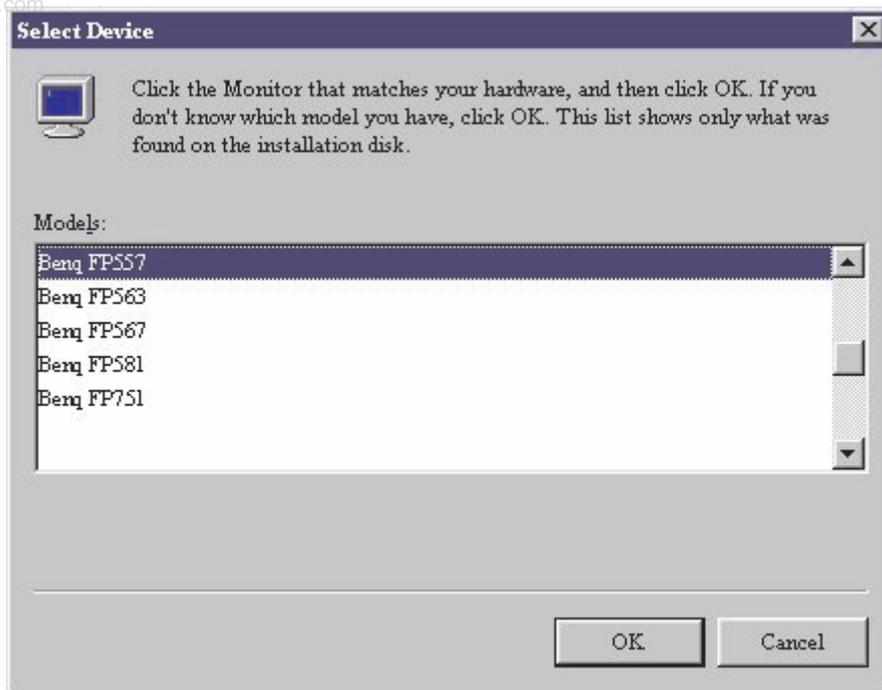 .com
Select Device
Click the Monitor that matches your hardware, and then click OK. If you
don't know which model you have, click OK. This list shows only what was
found on the installation disk.
Models:
Benq FP557
Benq FP563
Benq FP567
Benq FP581
Benq FP751
OK
Cancel